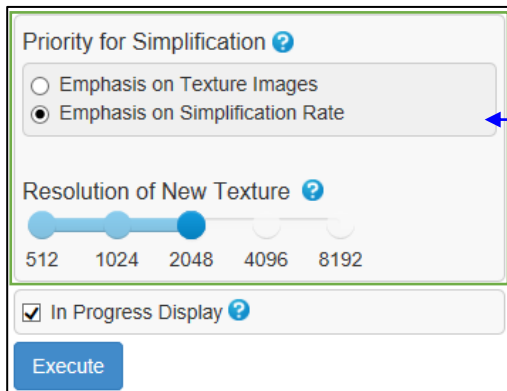 Priority for Simplification ?
Emphasis on Texture Images
Emphasis on Simplification Rate
Resolution of New Texture ?
512 1024 2048 4096 8192
In Progress Display ?
Execute